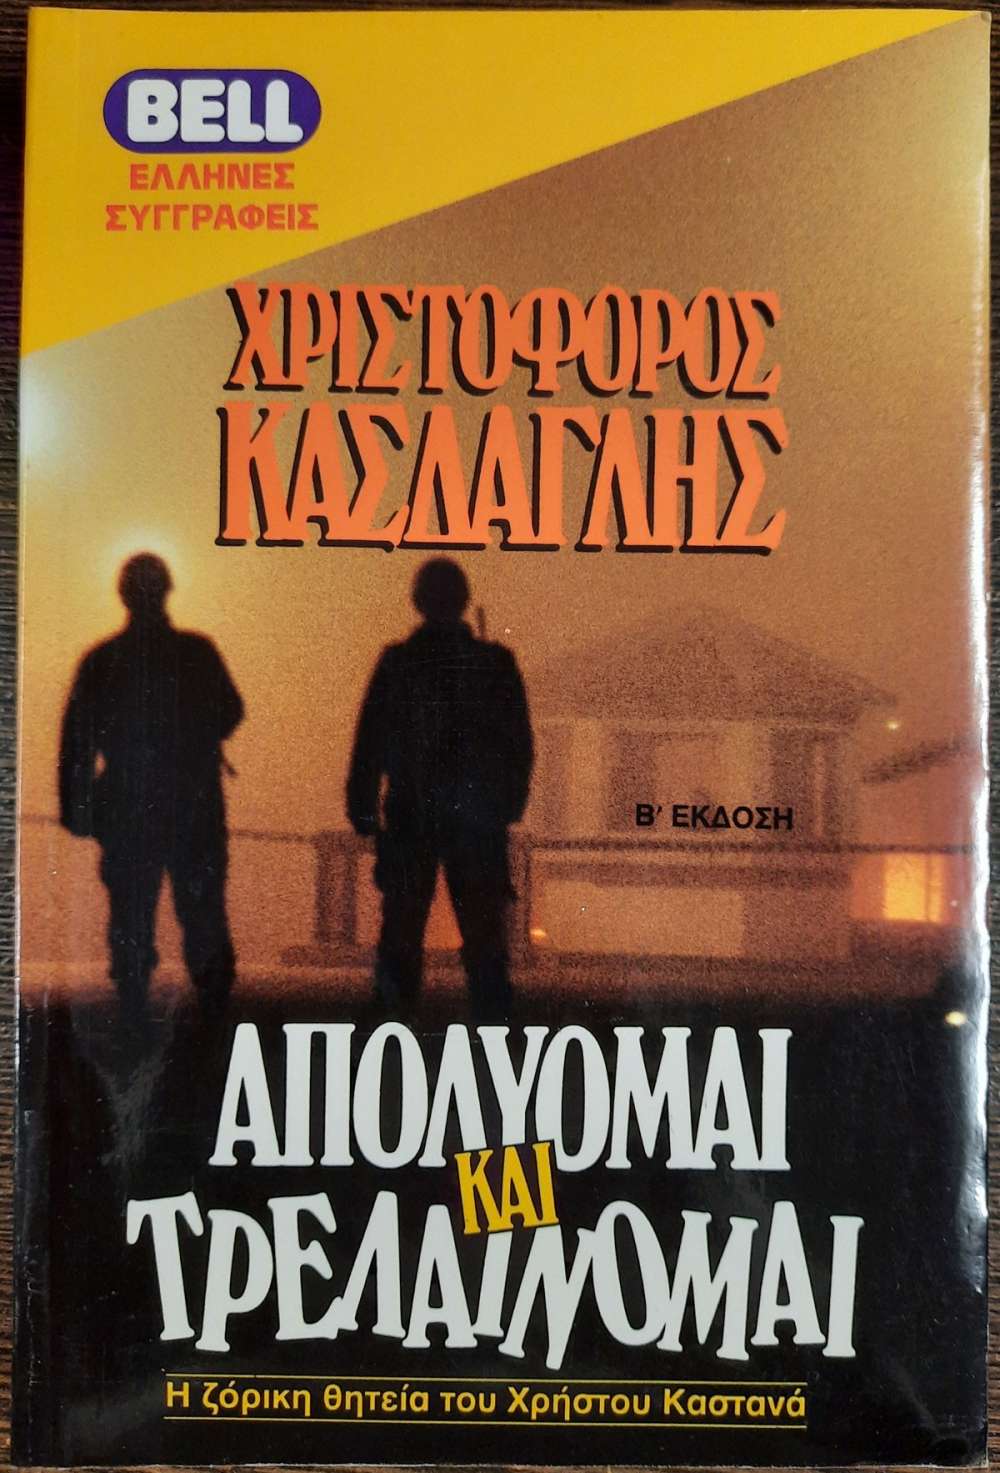 BELL
ΕΛΛΗΝΕΣ
ΣΥΓΓΡΑΦΕΙΣ
ΧΡΙΣΤΟΦΟΡΟΣ
ΚΑΣΔΑΓΛΗΣ
Β' ΕΚΔΟΣΗ
ΑΠΟΛΥΟΜΑΙ
ΚΑΙ
ΤΡΕΛΑΙΝΟΜΑΙ
Η ζόρικη θητεία του Χρήστου Καστανά